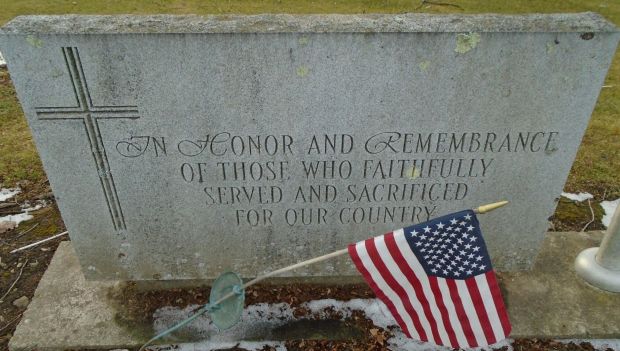 In Honor and Remembrance
of those who faithfully
served and sacrificed
for our country